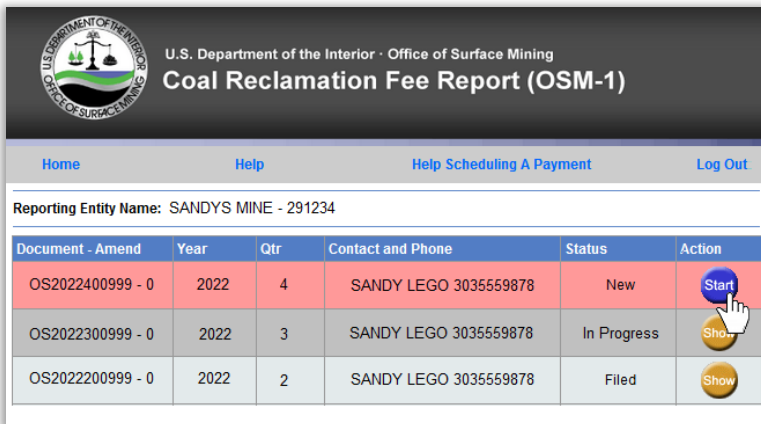 U.S. DEPARTMENT OF THE INTERIOR
OFFICE OF SURFACE MINING
U.S. Department of the Interior · Office of Surface Mining
Coal Reclamation Fee Report (OSM-1)
Home Help Help Scheduling A Payment Log Out
Reporting Entity Name: SANDYS MINE - 291234
Document - Amend Year Qtr Contact and Phone Status Action
OS2022400999 - 0 2022 4 SANDY LEGO 3035559878 New Start
OS2022300999 - 0 2022 3 SANDY LEGO 3035559878 In Progress Show
OS2022200999 - 0 2022 2 SANDY LEGO 3035559878 Filed Show